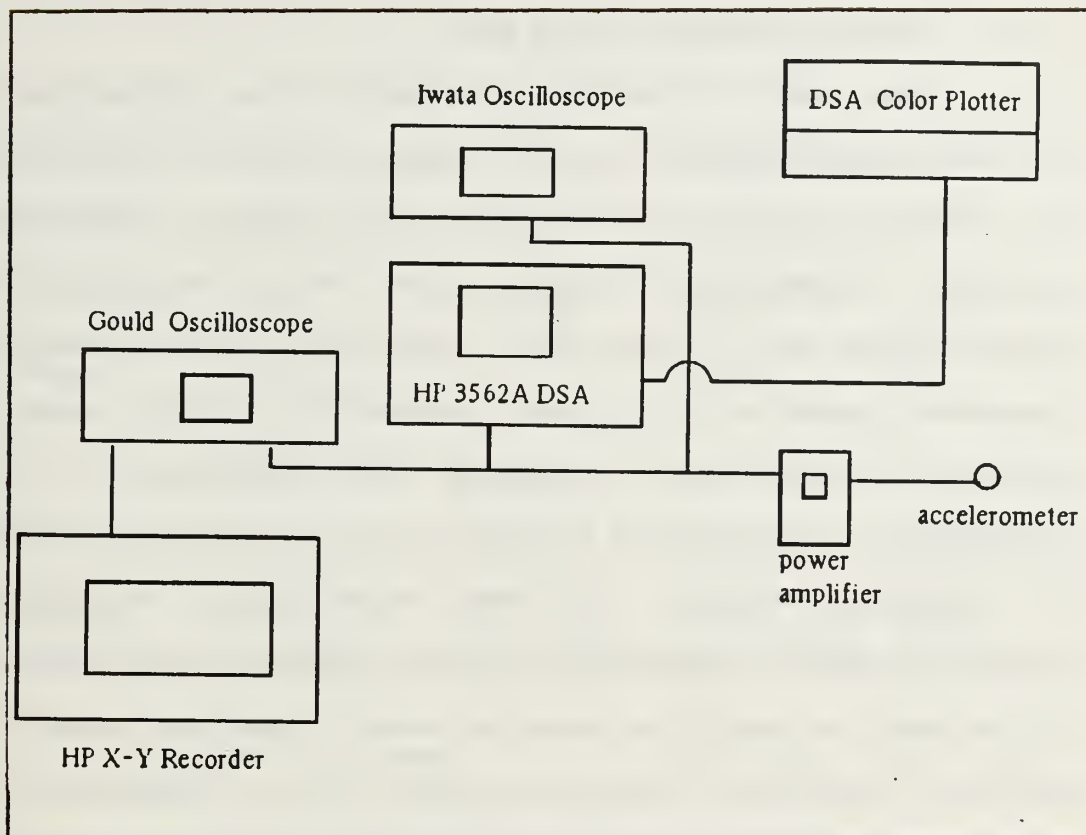 Iwata Oscilloscope
DSA Color Plotter
Gould Oscilloscope
HP 3562A DSA
accelerometer
power
amplifier
HP X-Y Recorder